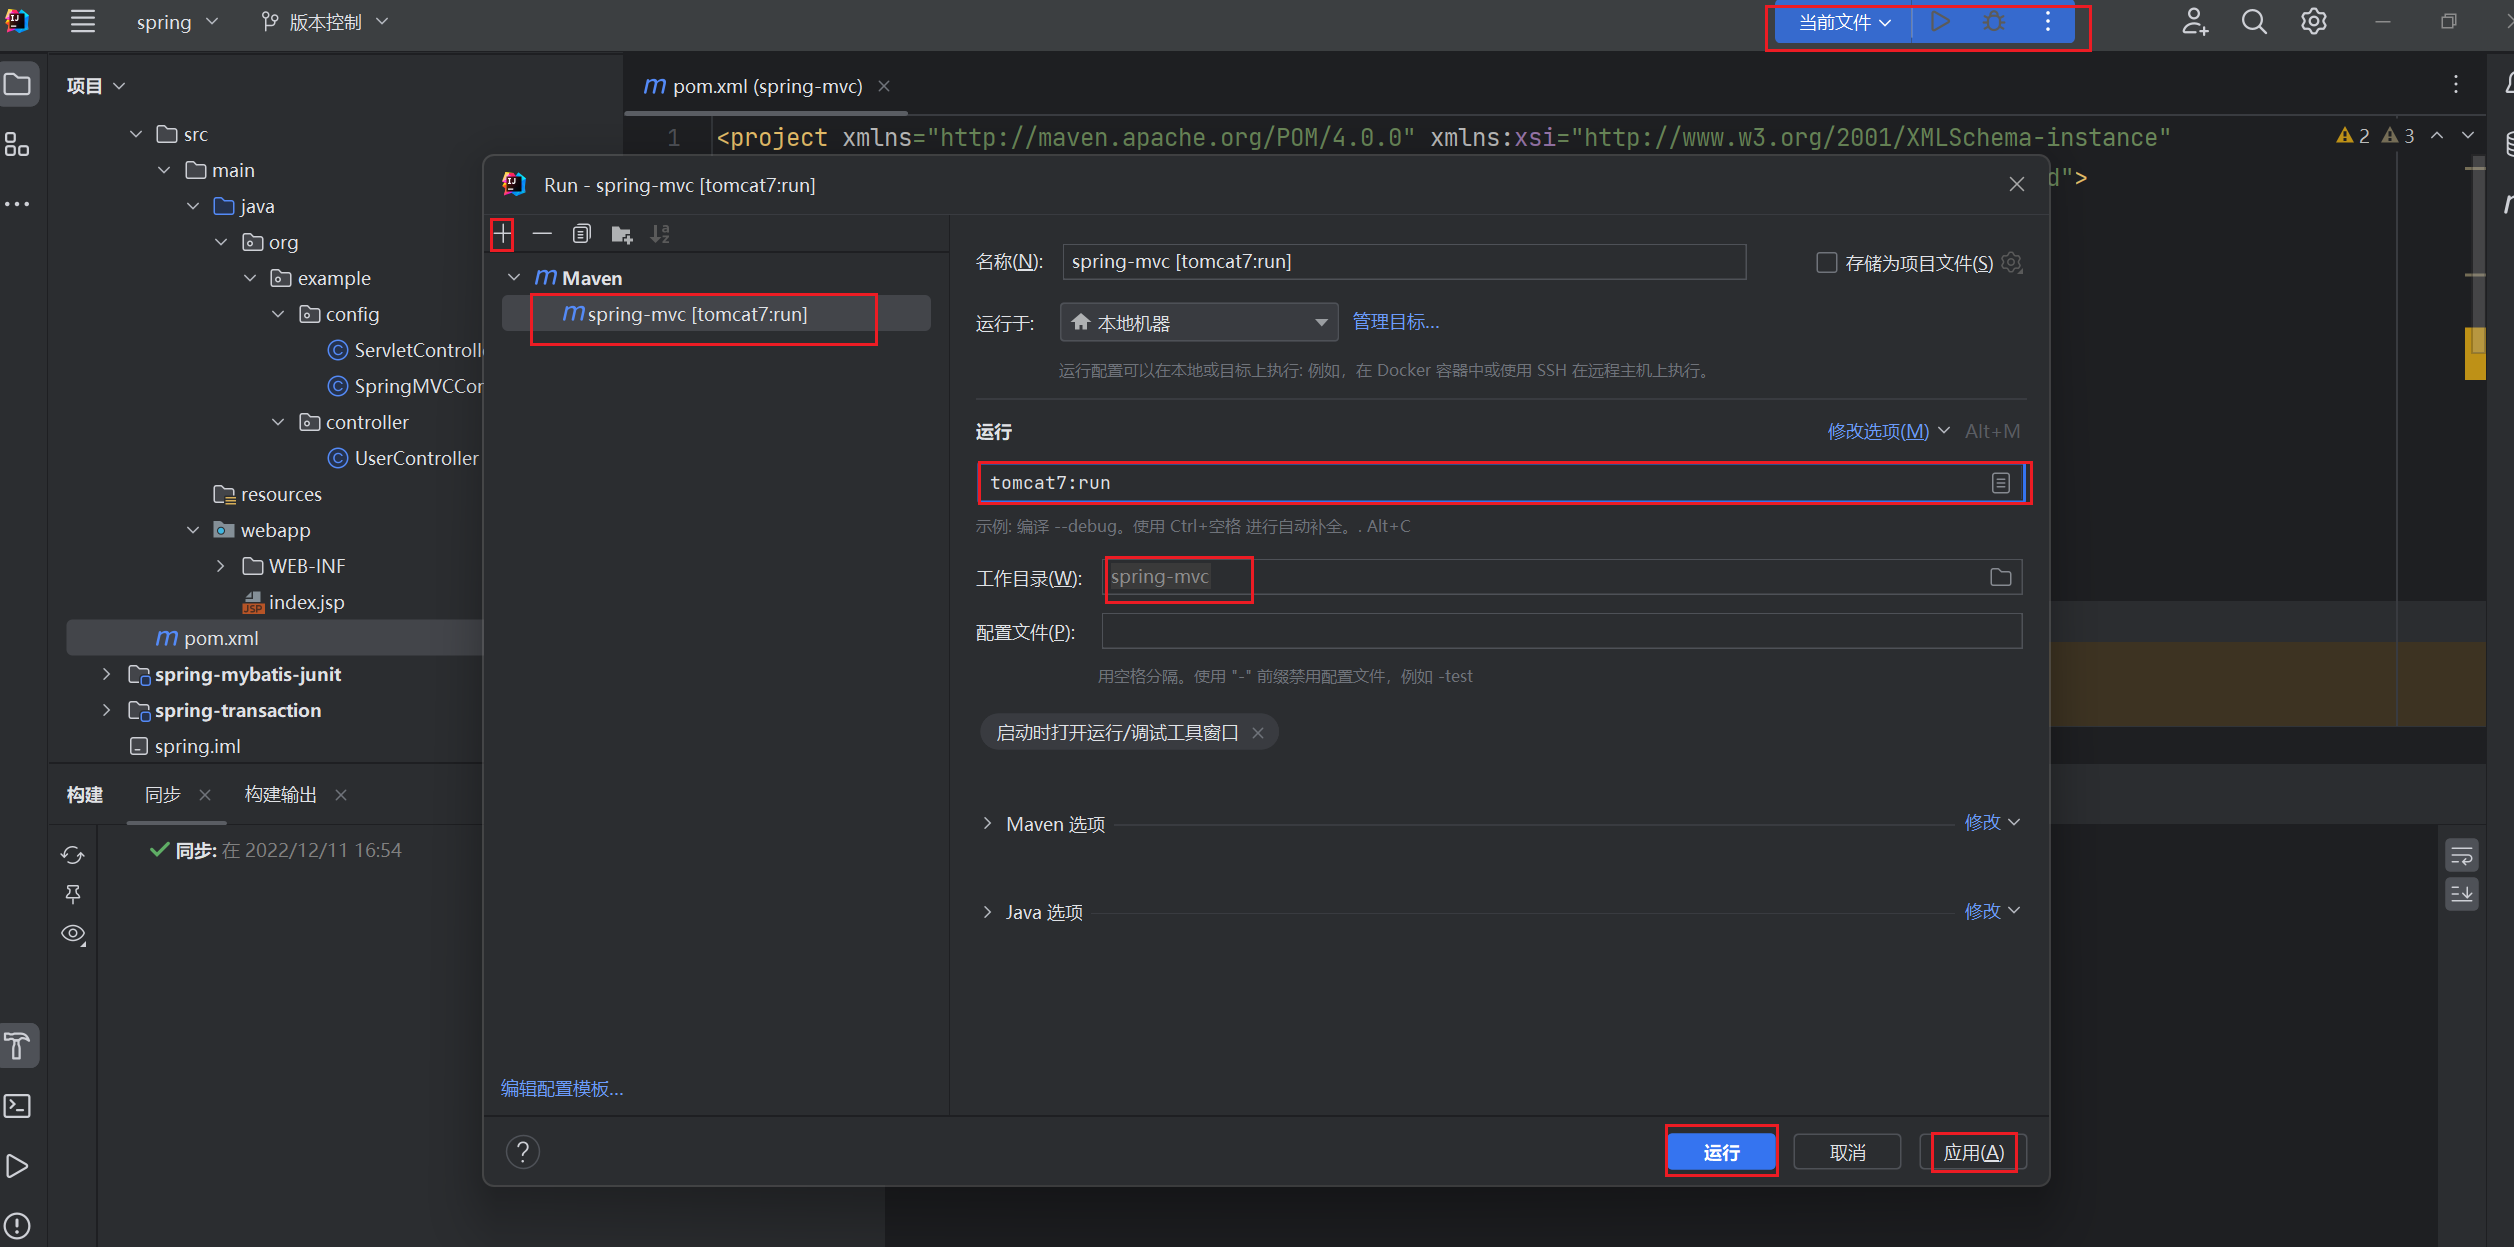 spring
版本控制
当前文件
项目
pom.xml (spring-mvc)
1
<project xmlns="http://maven.apache.org/POM/4.0.0" xmlns:xsi="http://www.w3.org/2001/XMLSchema-instance"
2
3
d">
src
main
java
org
example
config
ServletControll
SpringMVCCon
controller
UserController
resources
webapp
WEB-INF
index.jsp
pom.xml
spring-mybatis-junit
spring-transaction
spring.iml
Run - spring-mvc [tomcat7:run]
Maven
spring-mvc [tomcat7:run]
编辑配置模板...
名称(N):
spring-mvc [tomcat7:run]
存储为项目文件(S)
运行于:
本地机器
管理目标...
运行配置可以在本地或目标上执行: 例如，在 Docker 容器中或使用 SSH 在远程主机上执行。
运行
修改选项(M)
Alt+M
tomcat7:run
示例: 编译 --debug。使用 Ctrl+空格 进行自动补全。. Alt+C
工作目录(W):
spring-mvc
配置文件(P):
用空格分隔。使用 "-" 前缀禁用配置文件，例如 -test
启动时打开运行/调试工具窗口
Maven 选项
修改
Java 选项
修改
?
运行
取消
应用(A)
构建
同步
构建输出
同步: 在 2022/12/11 16:54